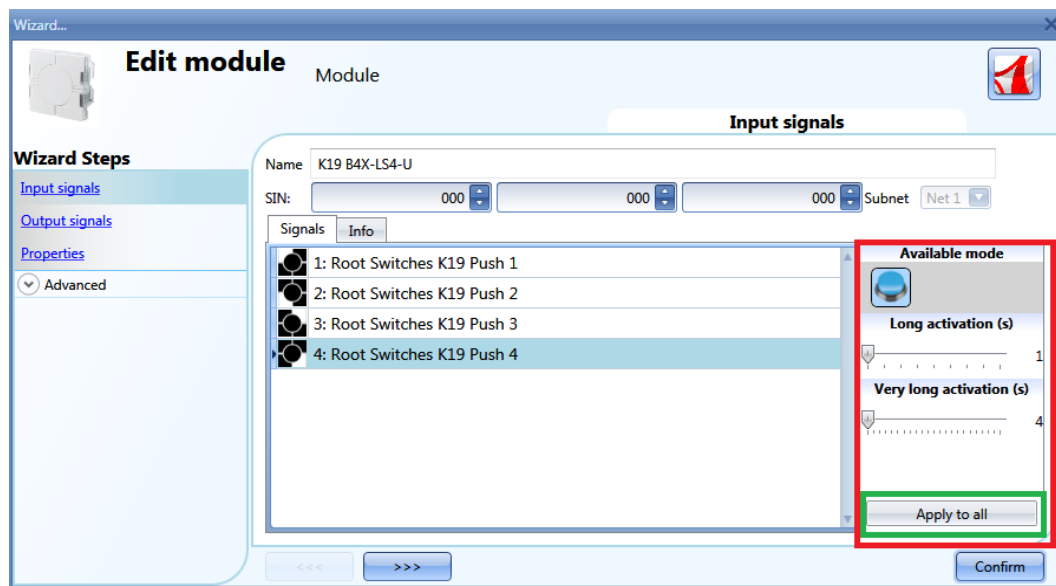 Wizard...
Edit module
Module
Input signals
Wizard Steps
Input signals
Output signals
Properties
Advanced
Name K19 B4X-LS4-U
SIN: 000 000 000 Subnet Net 1
Signals Info
1: Root Switches K19 Push 1
2: Root Switches K19 Push 2
3: Root Switches K19 Push 3
4: Root Switches K19 Push 4
Available mode
Long activation (s)
1
Very long activation (s)
4
Apply to all
<<< >>> Confirm